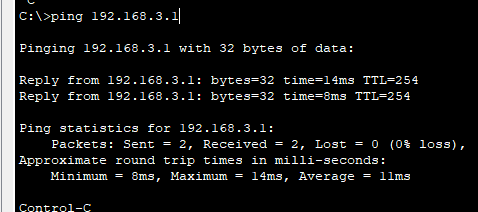 C
C:\>ping 192.168.3.1
Pinging 192.168.3.1 with 32 bytes of data:
Reply from 192.168.3.1: bytes=32 time=14ms TTL=254
Reply from 192.168.3.1: bytes=32 time=8ms TTL=254
Ping statistics for 192.168.3.1:
Packets: Sent = 2, Received = 2, Lost = 0 (0% loss),
Approximate round trip times in milli-seconds:
Minimum = 8ms, Maximum = 14ms, Average = 11ms
Control-C